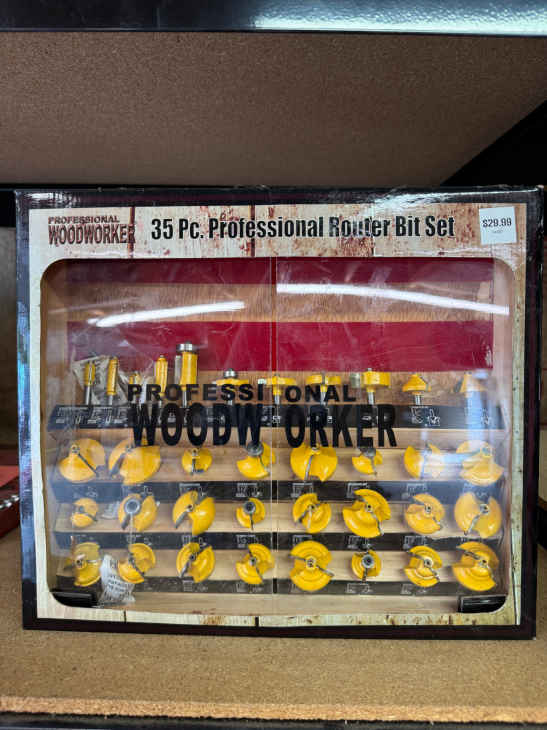 PROFESSIONAL
WOODWORKER
35 Pc. Professional Router Bit Set
$29.99
PROFESSIONAL
WOODWORKER